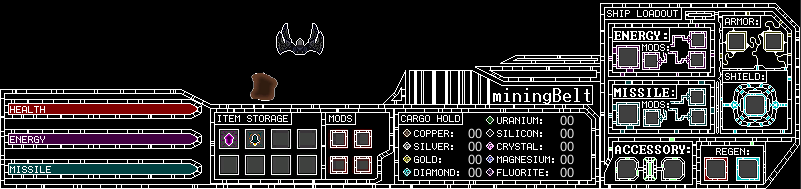 SHIP LOADOUT
ARMOR:
ENERGY:
MODS:
SHIELD:
MISSILE:
MODS:
miningBelt
HEALTH
ENERGY
MISSILE
ITEM STORAGE
MODS
CARGO HOLD
URANIUM: 00
COPPER: 00
SILICON: 00
SILVER: 00
CRYSTAL: 00
GOLD: 00
MAGNESIUM: 00
DIAMOND: 00
FLUORITE: 00
ACCESSORY:
REGEN: